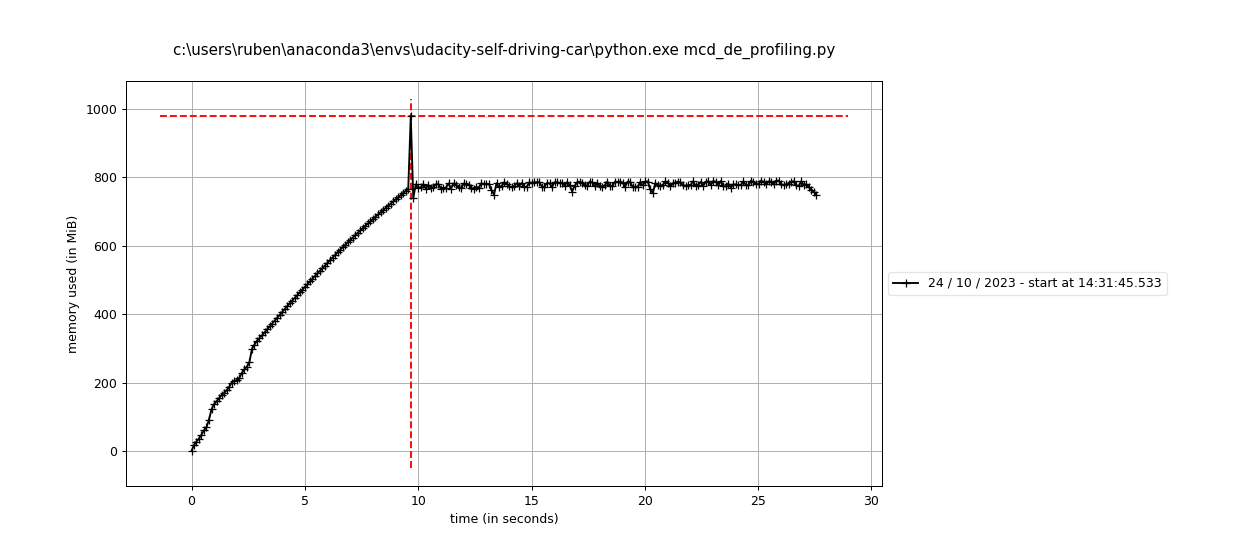 c:\users\ruben\anaconda3\envs\udacity-self-driving-car\python.exe mcd_de_profiling.py
1000
800
600
400
200
0
memory used (in MiB)
24 / 10 / 2023 - start at 14:31:45.533
0 5 10 15 20 25 30
time (in seconds)